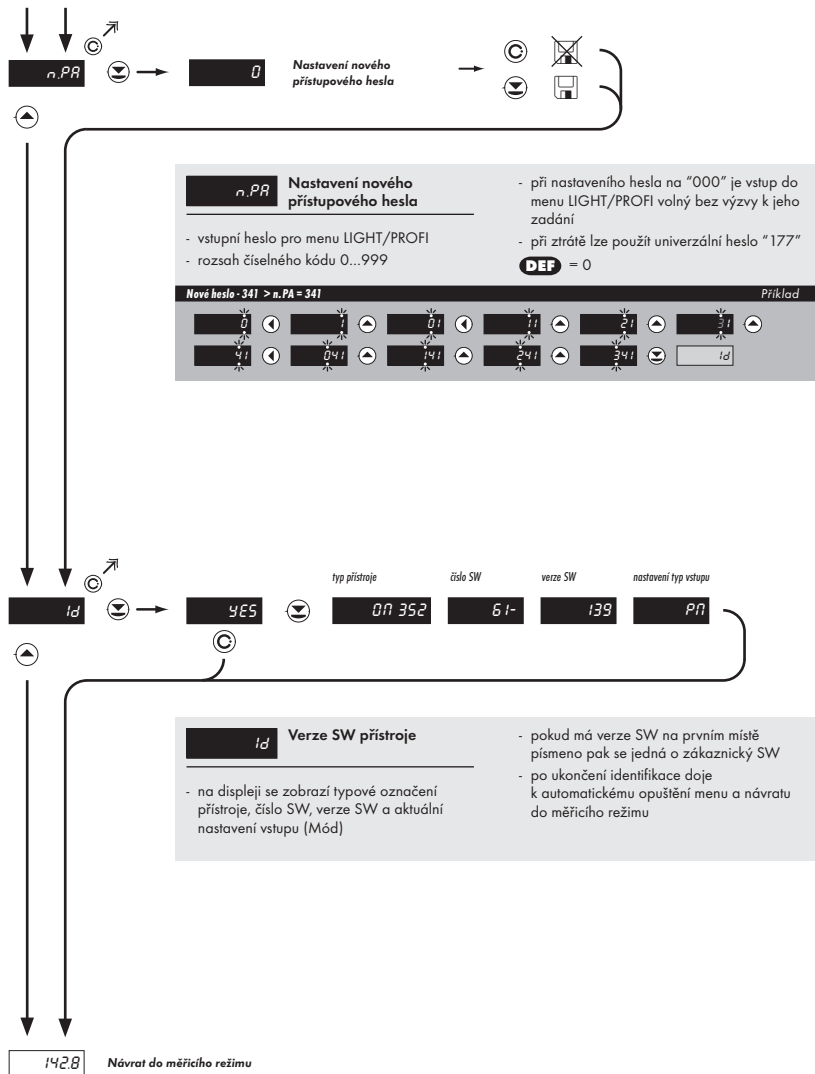 n.PA
0
Nastavení nového
přístupového hesla
n.PA
Nastavení nového
přístupového hesla
- vstupní heslo pro menu LIGHT/PROFI
- rozsah číselného kódu 0...999
- při nastaveního hesla na “000” je vstup do
menu LIGHT/PROFI volný bez výzvy k jeho
zadání
- při ztrátě lze použít univerzální heslo “177”
DEF = 0
Nové heslo - 341 > n.PA = 341 Příklad
0 1 01 11 21 31
41 041 141 241 341 Id
typ přístroje číslo SW verze SW nastavení typ vstupu
Id YES OM 352 61- 139 PM
Id
Verze SW přístroje
- na displeji se zobrazí typové označení
přístroje, číslo SW, verze SW a aktuální
nastavení vstupu (Mód)
- pokud má verze SW na prvním místě
písmeno pak se jedná o zákaznický SW
- po ukončení identifikace doje
k automatickému opuštění menu a návratu
do měřicího režimu
142.8 Návrat do měřicího režimu